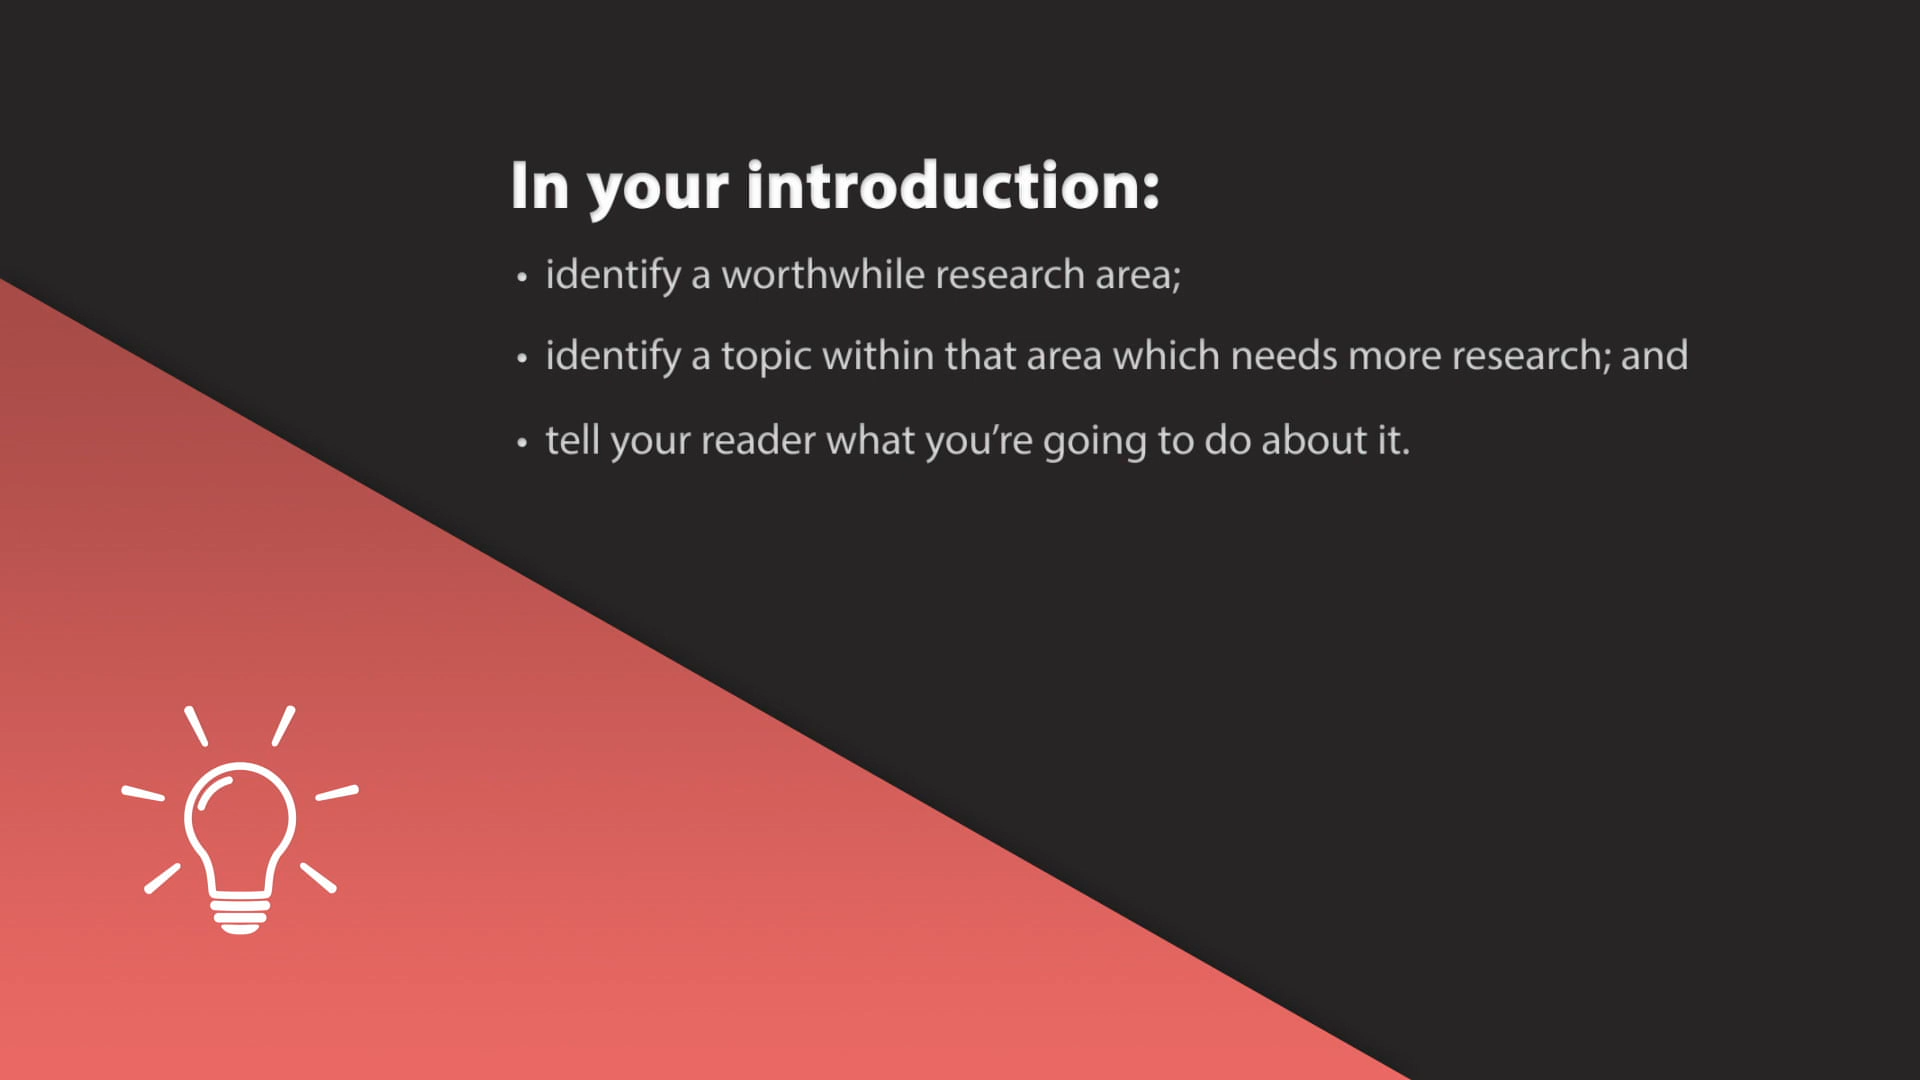 In your introduction:
• identify a worthwhile research area;
• identify a topic within that area which needs more research; and
• tell your reader what you’re going to do about it.